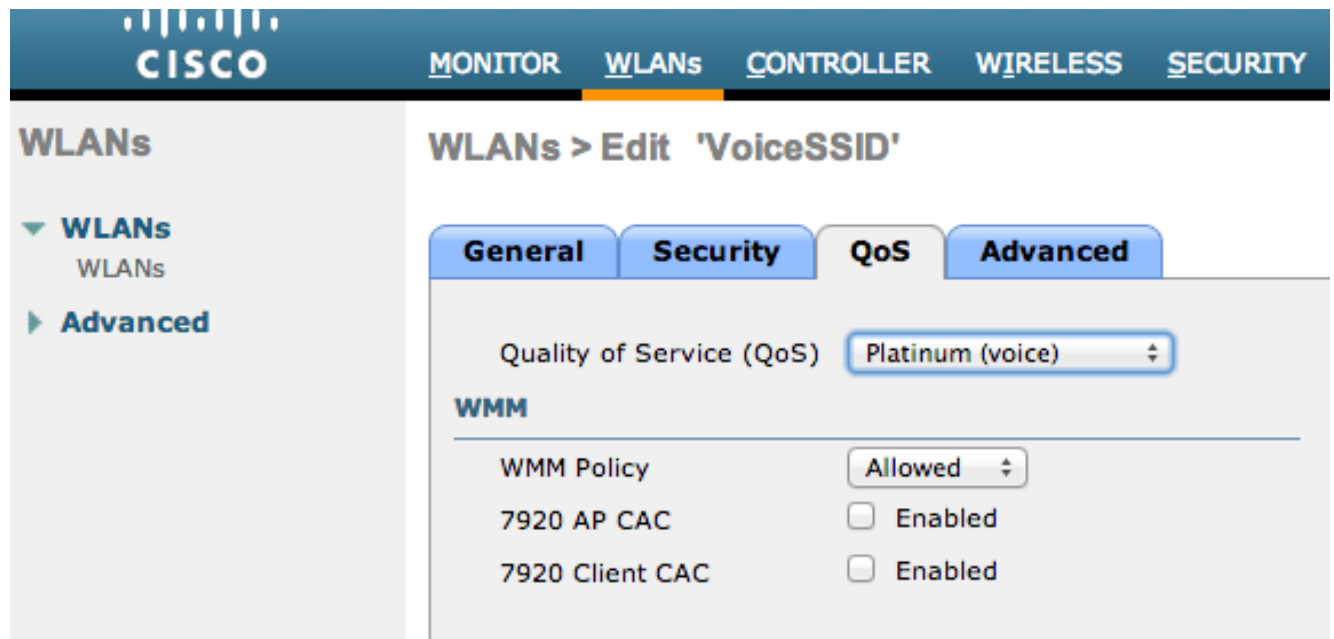 CISCO
MONITOR WLANs CONTROLLER WIRELESS SECURITY
WLANs
WLANs
WLANs
Advanced
WLANs > Edit 'VoiceSSID'
General Security QoS Advanced
Quality of Service (QoS) Platinum (voice)
WMM
WMM Policy Allowed
7920 AP CAC Enabled
7920 Client CAC Enabled